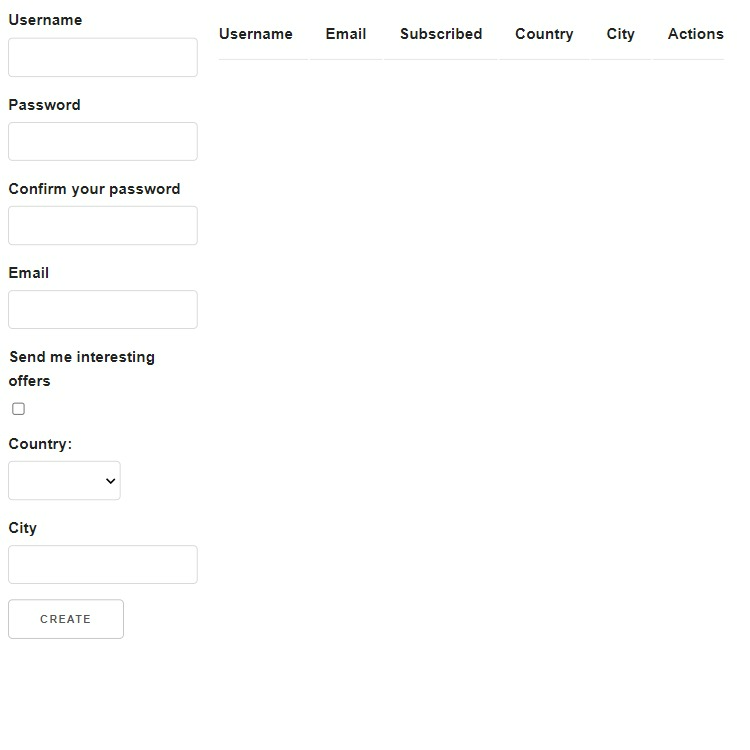 Username
Password
Confirm your password
Email
Send me interesting
offers
Country:
City
CREATE
Username Email Subscribed Country City Actions